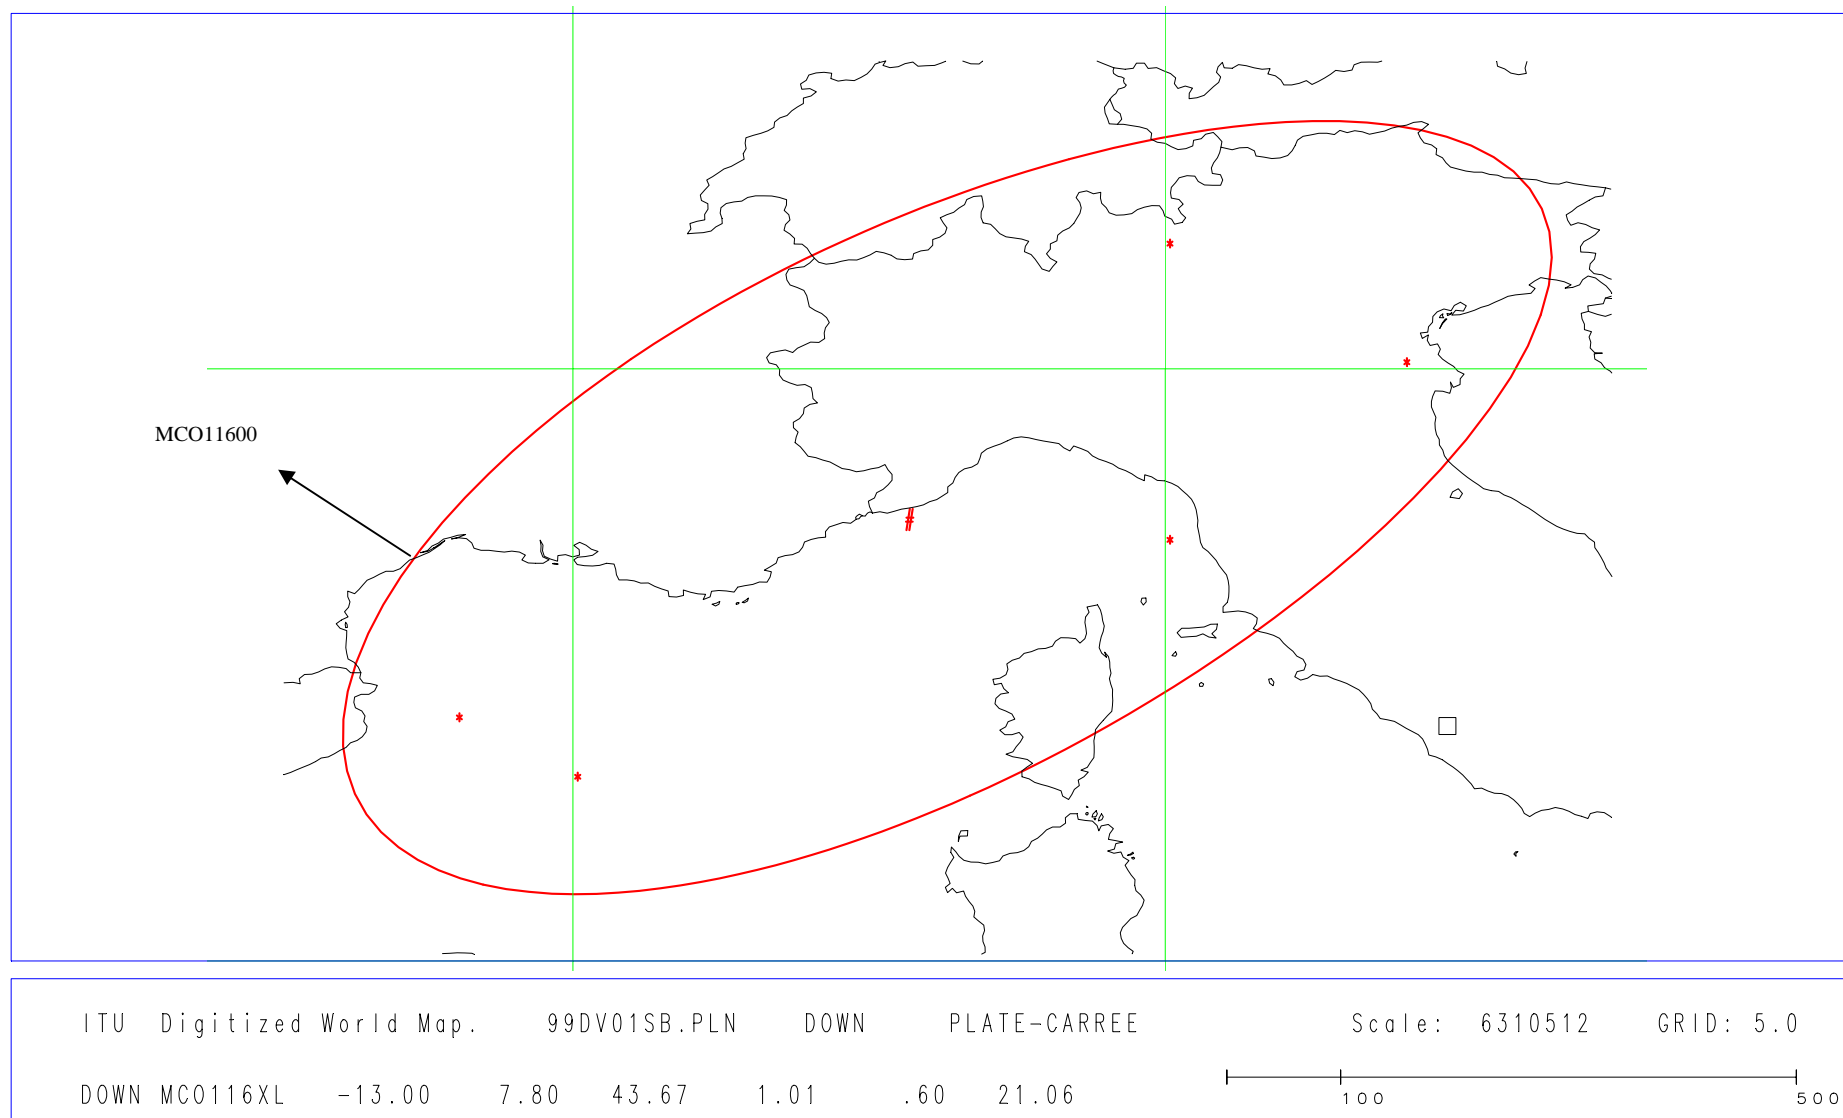 MCO11600
ITU Digitized World Map. 99DV01SB.PLN DOWN PLATE-CARREE Scale: 6310512 GRID: 5.0
DOWN MCO116XL -13.00 7.80 43.67 1.01 .60 21.06
100 500